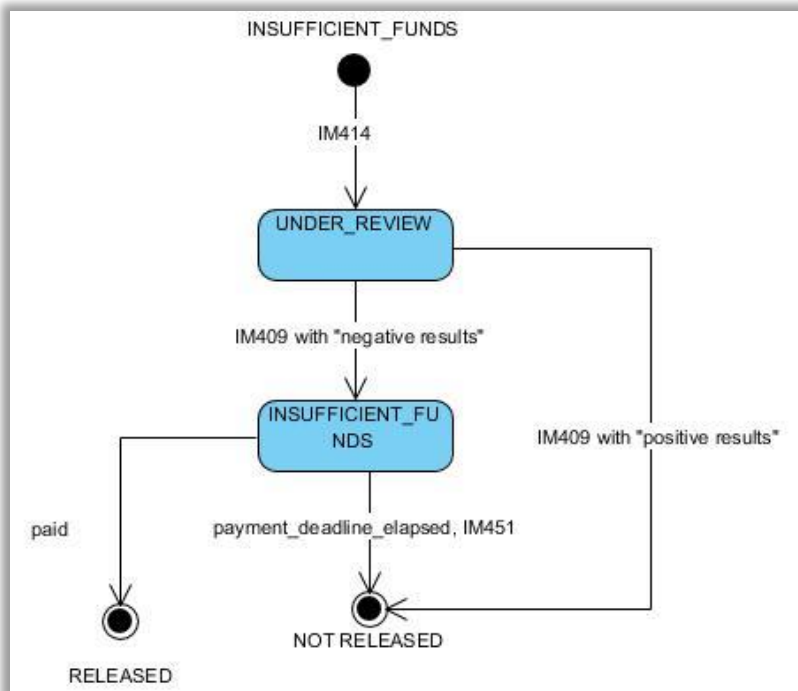 INSUFFICIENT_FUNDS
IM414
UNDER_REVIEW
IM409 with "negative results"
INSUFFICIENT_FU
NDS
IM409 with "positive results"
paid
payment_deadline_elapsed, IM451
NOT RELEASED
RELEASED